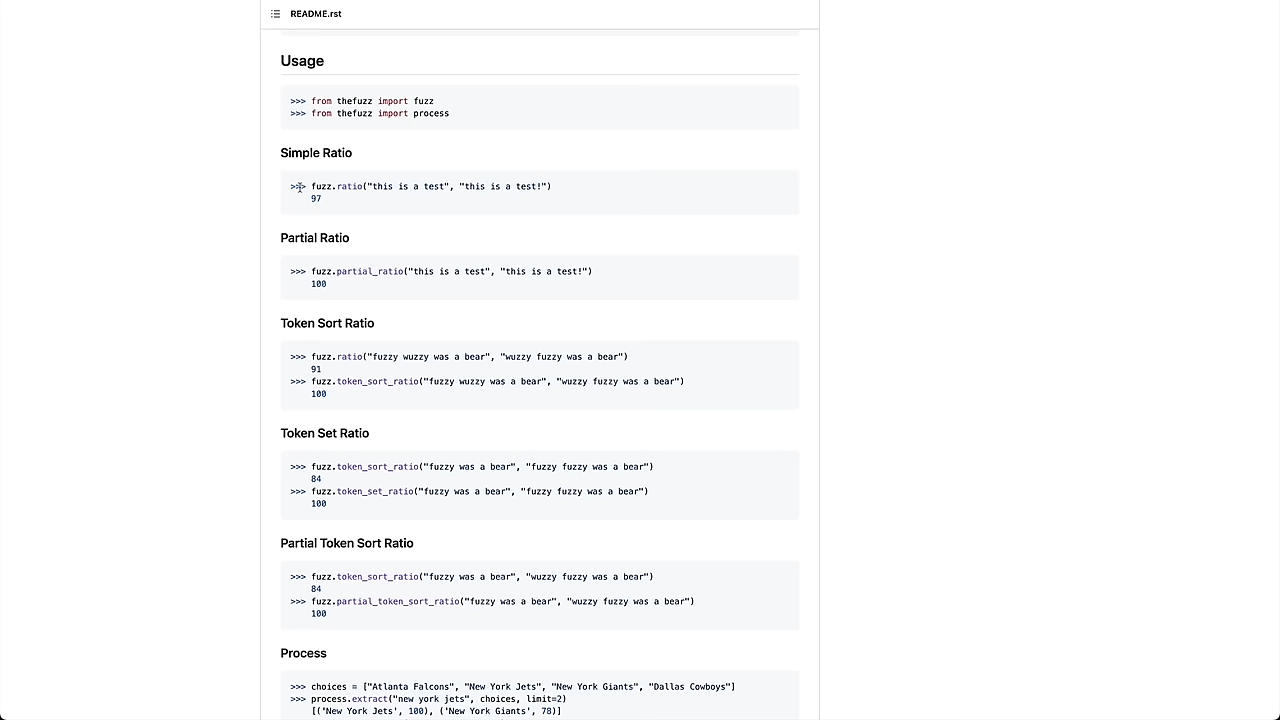 README.rst
Usage
>>> from thefuzz import fuzz
>>> from thefuzz import process
Simple Ratio
>>> fuzz.ratio("this is a test", "this is a test!")
97
Partial Ratio
>>> fuzz.partial_ratio("this is a test", "this is a test!")
100
Token Sort Ratio
>>> fuzz.ratio("fuzzy wuzzy was a bear", "wuzzy fuzzy was a bear")
91
>>> fuzz.token_sort_ratio("fuzzy wuzzy was a bear", "wuzzy fuzzy was a bear")
100
Token Set Ratio
>>> fuzz.token_sort_ratio("fuzzy was a bear", "fuzzy fuzzy was a bear")
84
>>> fuzz.token_set_ratio("fuzzy was a bear", "fuzzy fuzzy was a bear")
100
Partial Token Sort Ratio
>>> fuzz.token_sort_ratio("fuzzy was a bear", "wuzzy fuzzy was a bear")
84
>>> fuzz.partial_token_sort_ratio("fuzzy was a bear", "wuzzy fuzzy was a bear")
100
Process
>>> choices = ["Atlanta Falcons", "New York Jets", "New York Giants", "Dallas Cowboys"]
>>> process.extract("new york jets", choices, limit=2)
[('New York Jets', 100), ('New York Giants', 78)]